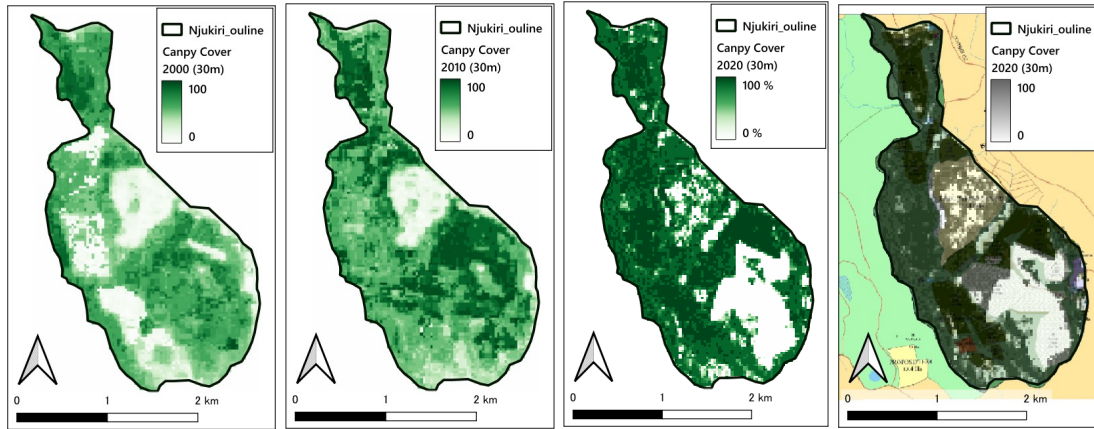 Njukiri_ouline
Canpy Cover
2000 (30m)
100
0
0
1
2 km
Njukiri_ouline
Canpy Cover
2010 (30m)
100
0
0
1
2 km
Njukiri_ouline
Canpy Cover
2020 (30m)
100 %
0 %
0
1
2 km
Njukiri_ouline
Canpy Cover
2020 (30m)
100
0
0
1
2 km